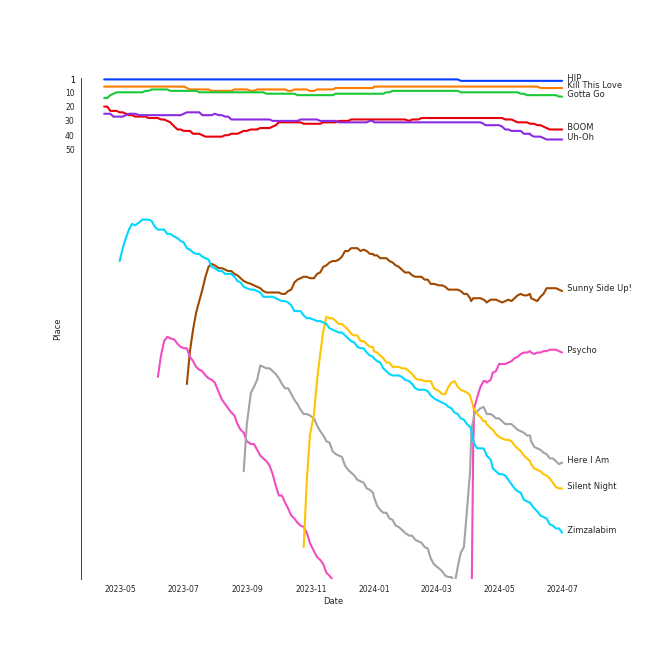 1
10
20
30
40
50
HIP
Kill This Love
Gotta Go
BOOM
Uh-Oh
Sunny Side Up!
Psycho
Here I Am
Silent Night
Zimzalabim
Place
2023-05 2023-07 2023-09 2023-11 2024-01 2024-03 2024-05 2024-07
Date